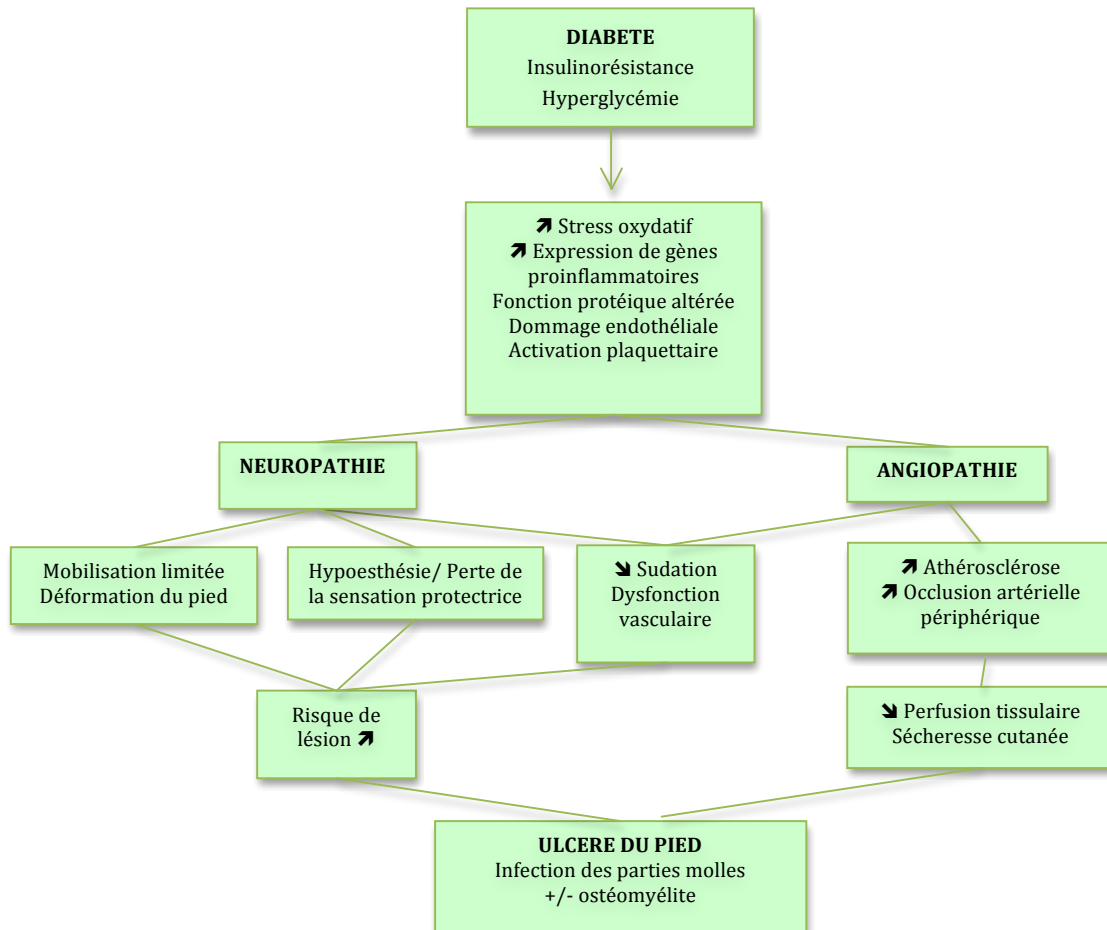 DIABETE
Insulinorésistance
Hyperglycémie
↗ Stress oxydatif
↗ Expression de gènes
proinflammatoires
Fonction protéique altérée
Dommage endothéliale
Activation plaquettaire
NEUROPATHIE
ANGIOPATHIE
Mobilisation limitée
Déformation du pied
Hypoesthésie/ Perte de
la sensation protectrice
↘ Sudation
Dysfonction
vasculaire
↗ Athérosclérose
↗ Occlusion artérielle
périphérique
Risque de
lésion ↗
↘ Perfusion tissulaire
Sécheresse cutanée
ULCERE DU PIED
Infection des parties molles
+/- ostéomyélite